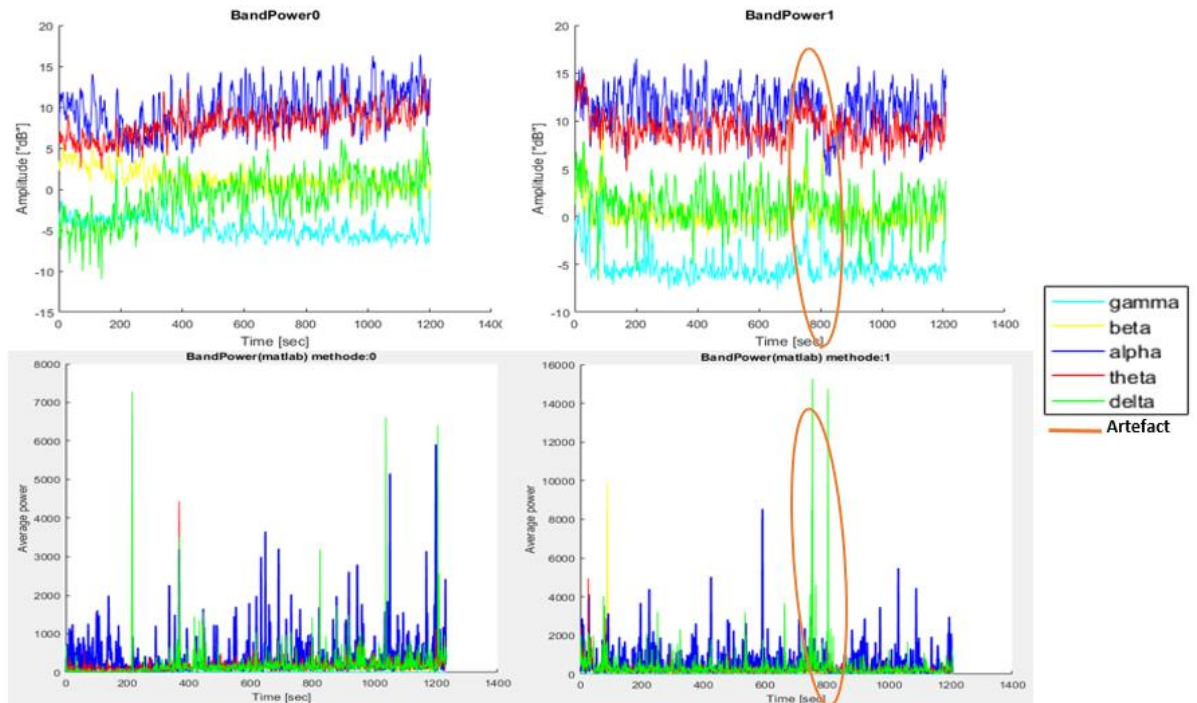 BandPower0
Amplitude ["dB"]
20
15
10
5
0
-5
-10
-15
0 200 400 600 800 1000 1200 1400
Time [sec]
BandPower1
Amplitude ["dB"]
20
15
10
5
0
-5
-10
0 200 400 600 800 1000 1200 1400
Time [sec]
gamma
beta
alpha
theta
delta
Artefact
BandPower(matlab) methode:0
Average power
8000
7000
6000
5000
4000
3000
2000
1000
0
0 200 400 600 800 1000 1200 1400
Time [sec]
BandPower(matlab) methode:1
Average power
16000
14000
12000
10000
8000
6000
4000
2000
0
0 200 400 600 800 1000 1200 1400
Time [sec]